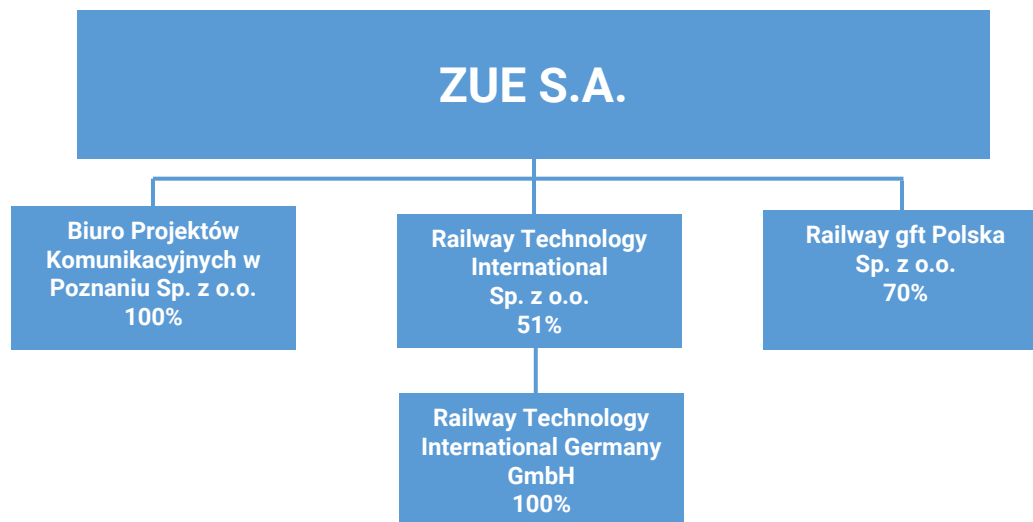 ZUE S.A.
Biuro Projektów
Komunikacyjnych w
Poznaniu Sp. z o.o.
100%
Railway Technology
International
Sp. z o.o.
51%
Railway gft Polska
Sp. z o.o.
70%
Railway Technology
International Germany
GmbH
100%